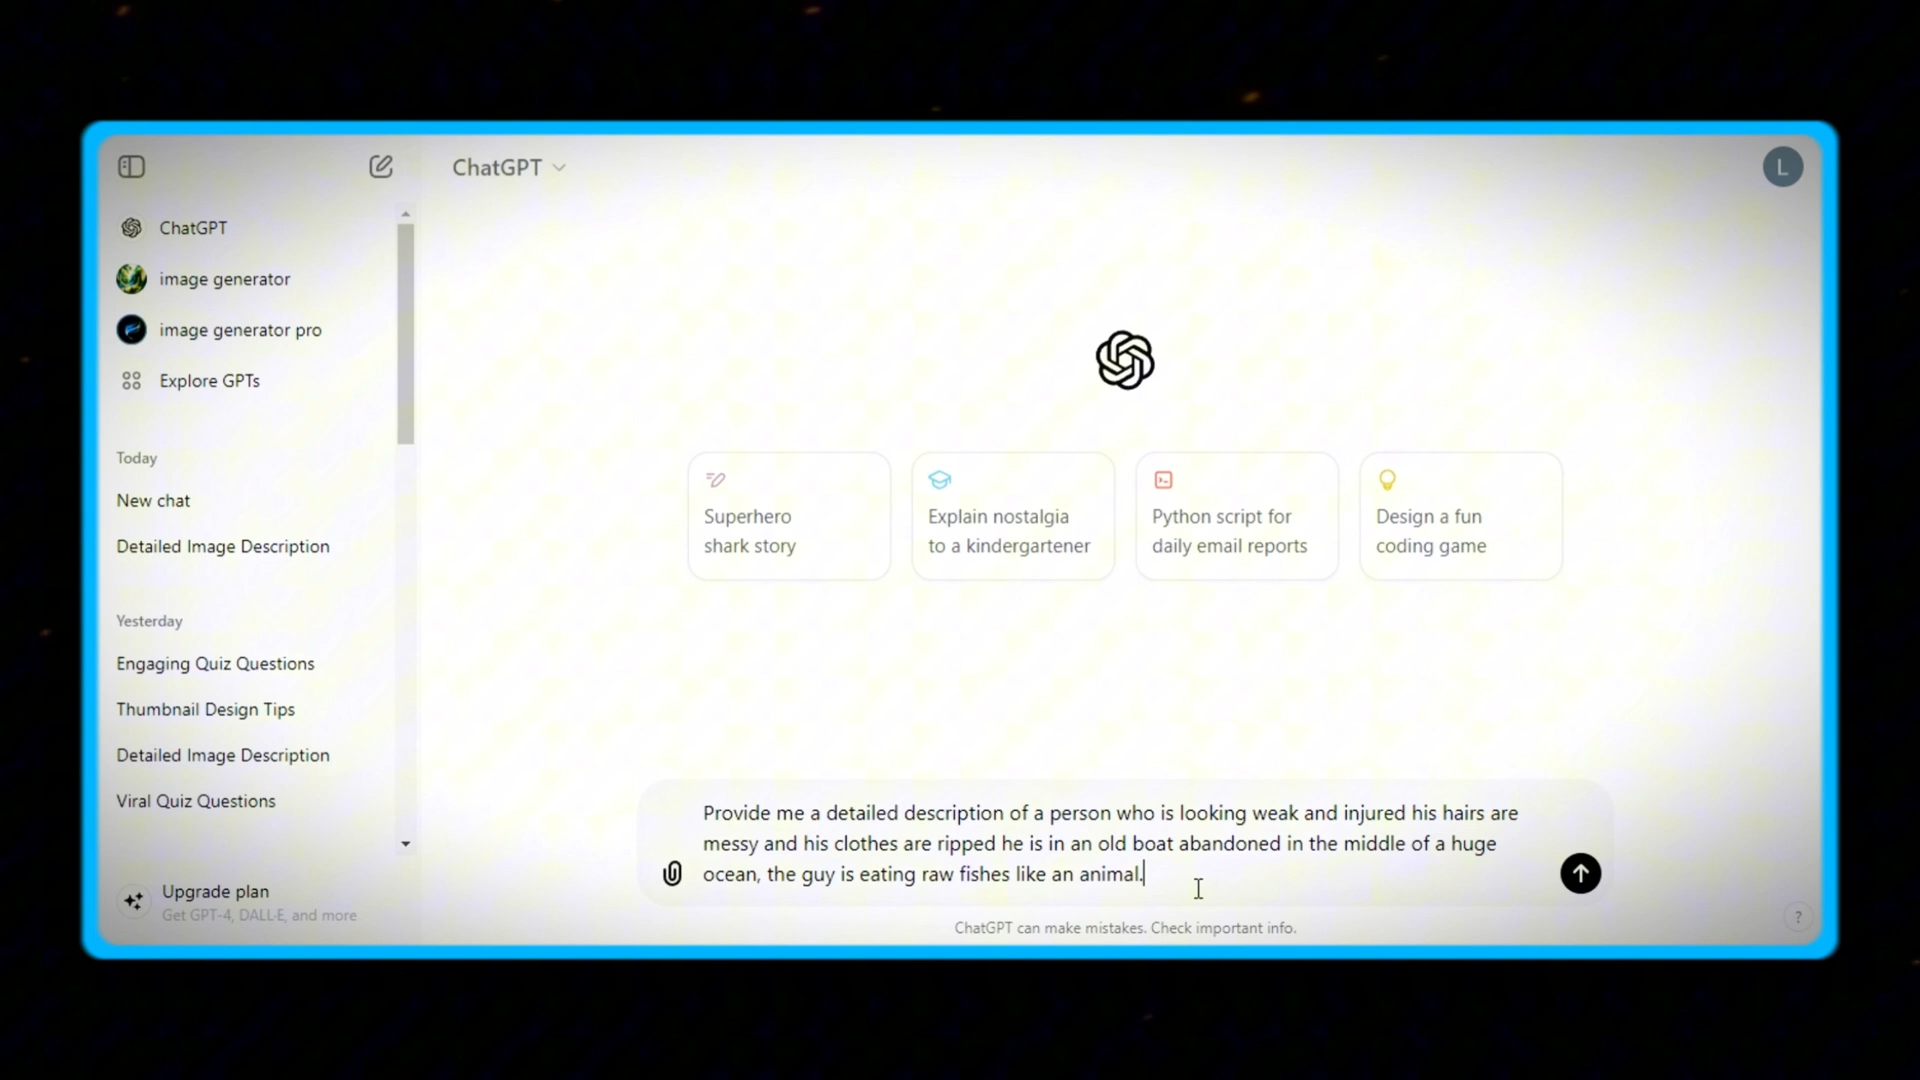 ChatGPT
L
ChatGPT
image generator
image generator pro
Explore GPTs
Today
New chat
Detailed Image Description
Yesterday
Engaging Quiz Questions
Thumbnail Design Tips
Detailed Image Description
Viral Quiz Questions
Upgrade plan
Get GPT-4, DALL·E, and more
Superhero
shark story
Explain nostalgia
to a kindergartener
Python script for
daily email reports
Design a fun
coding game
Provide me a detailed description of a person who is looking weak and injured his hairs are
messy and his clothes are ripped he is in an old boat abandoned in the middle of a huge
ocean, the guy is eating raw fishes like an animal.
ChatGPT can make mistakes. Check important info.
?